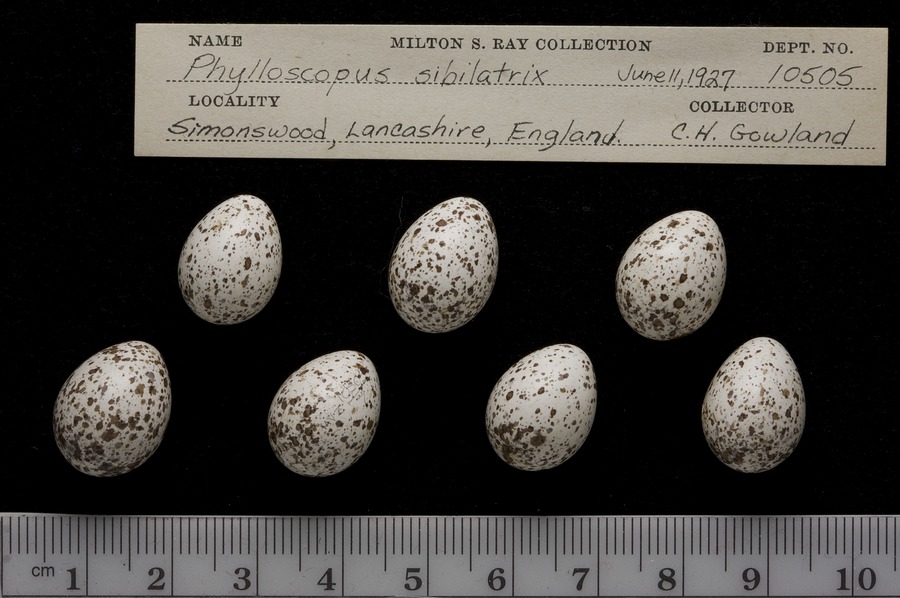 NAME MILTON S. RAY COLLECTION DEPT. NO.
Phylloscopus sibilatrix June 11, 1927 10505
LOCALITY COLLECTOR
Simonswood, Lancashire, England. C.H. Gowland
cm 1 2 3 4 5 6 7 8 9 10